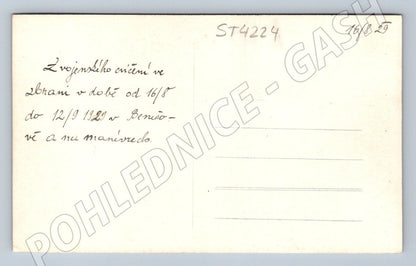 ST4224
16/8 29
Z vojenského cvičení ve
zbrani v době od 16/8
do 12/9 1929 v Benešo-
vě a na manévrech.
POHLEDNICE - GASH